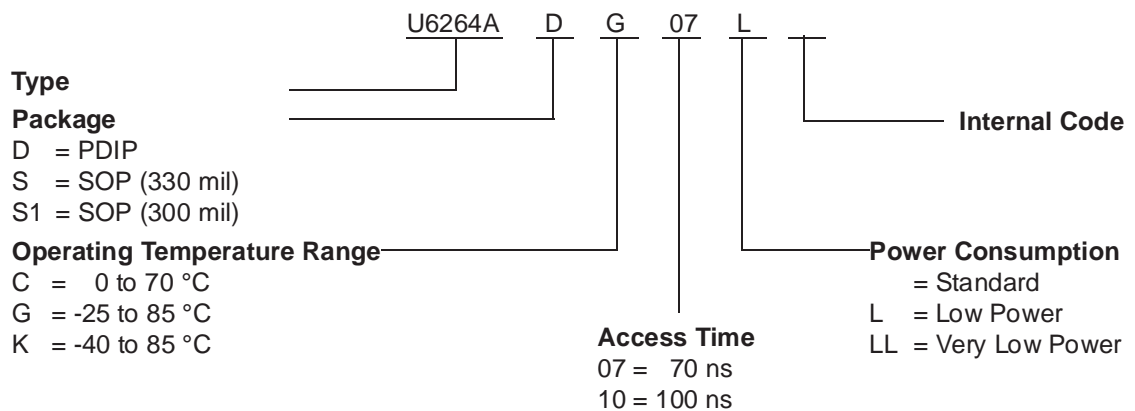 U6264A D G 07 L
Type
Package
D = PDIP
S = SOP (330 mil)
S1 = SOP (300 mil)
Internal Code
Operating Temperature Range
C = 0 to 70 °C
G = -25 to 85 °C
K = -40 to 85 °C
Access Time
07 = 70 ns
10 = 100 ns
Power Consumption
= Standard
L = Low Power
LL = Very Low Power